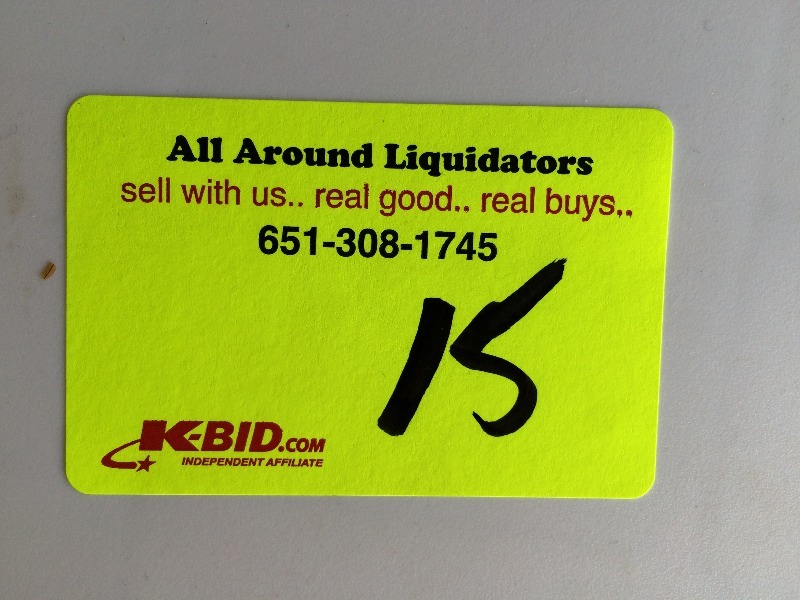 All Around Liquidators
sell with us.. real good.. real buys..
651-308-1745
15
K-BID.COM
INDEPENDENT AFFILIATE